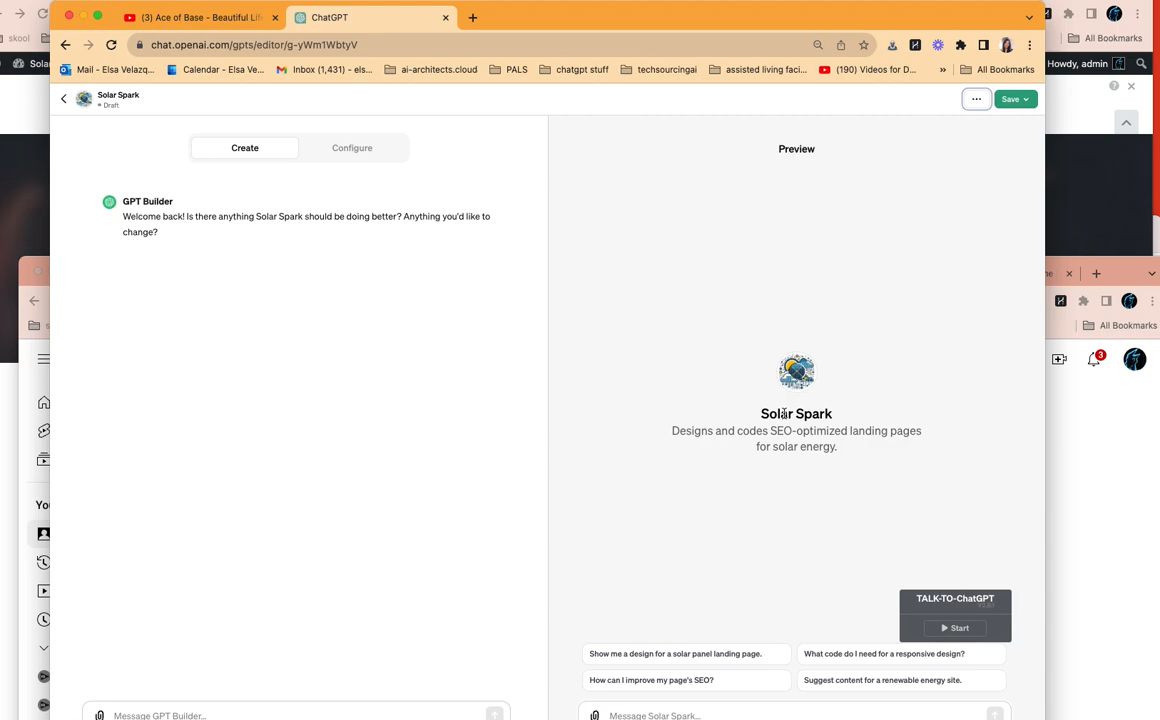 (3) Ace of Base - Beautiful Lif
ChatGPT
skool
All Bookmarks
chat.openai.com/gpts/editor/g-yWm1WbtyV
Solar
Howdy, admin
Mail - Elsa Velazq...
Calendar - Elsa Ve...
Inbox (1,431) - els...
ai-architects.cloud
PALS
chatgpt stuff
techsourcingai
assisted living faci...
(190) Videos for D...
»
All Bookmarks
Solar Spark
Draft
Save
Create
Configure
Preview
GPT Builder
Welcome back! Is there anything Solar Spark should be doing better? Anything you'd like to
change?
All Bookmarks
3
Solar Spark
Designs and codes SEO-optimized landing pages
for solar energy.
You
TALK-TO-ChatGPT
Start
Show me a design for a solar panel landing page.
What code do I need for a responsive design?
How can I improve my page's SEO?
Suggest content for a renewable energy site.
Message GPT Builder...
Message Solar Spark...